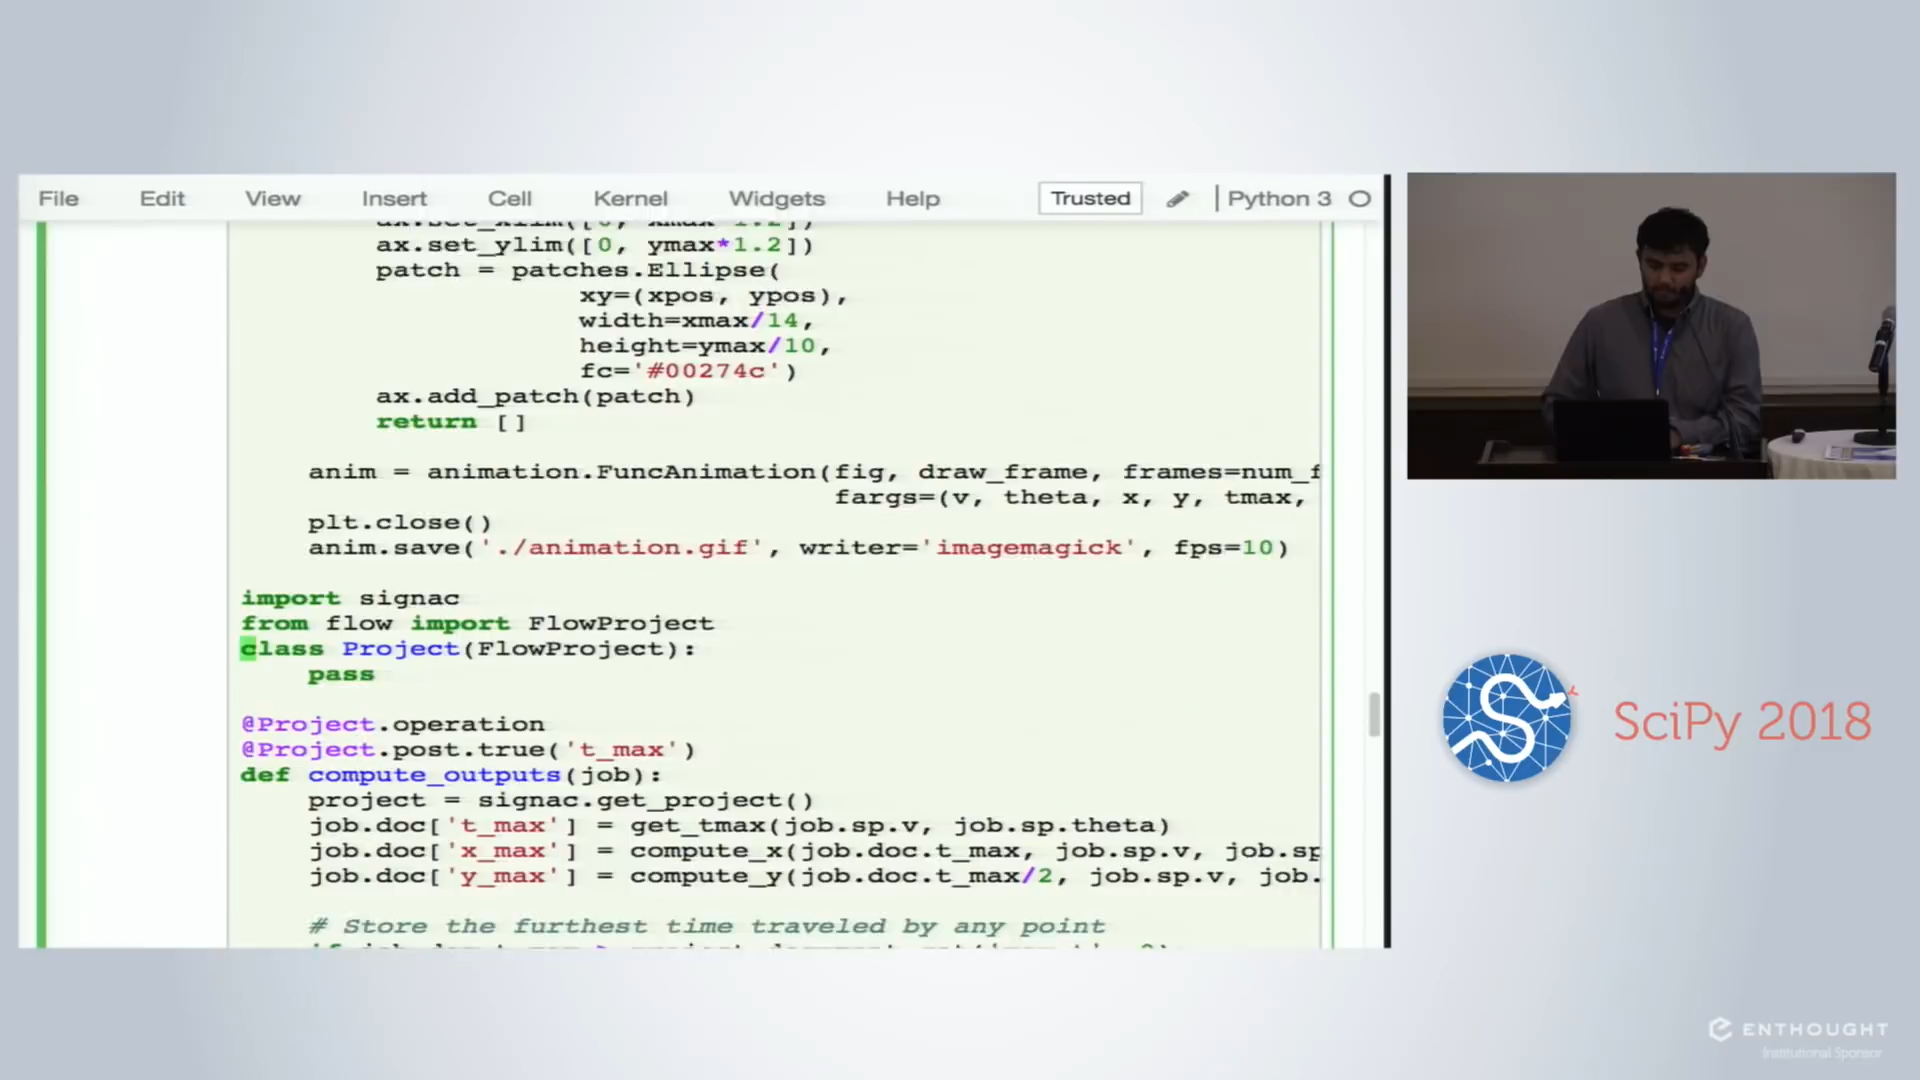 File Edit View Insert Cell Kernel Widgets Help Trusted Python 3
ax.set_ylim([0, ymax*1.2])
patch = patches.Ellipse(
xy=(xpos, ypos),
width=xmax/14,
height=ymax/10,
fc='#00274c')
ax.add_patch(patch)
return []
anim = animation.FuncAnimation(fig, draw_frame, frames=num_f
fargs=(v, theta, x, y, tmax,
plt.close()
anim.save('./animation.gif', writer='imagemagick', fps=10)
import signac
from flow import FlowProject
class Project(FlowProject):
pass
@Project.operation
@Project.post.true('t_max')
def compute_outputs(job):
project = signac.get_project()
job.doc['t_max'] = get_tmax(job.sp.v, job.sp.theta)
job.doc['x_max'] = compute_x(job.doc.t_max, job.sp.v, job.sp
job.doc['y_max'] = compute_y(job.doc.t_max/2, job.sp.v, job.
# Store the furthest time traveled by any point
SciPy 2018
ENTHOUGHT
Institutional Sponsor